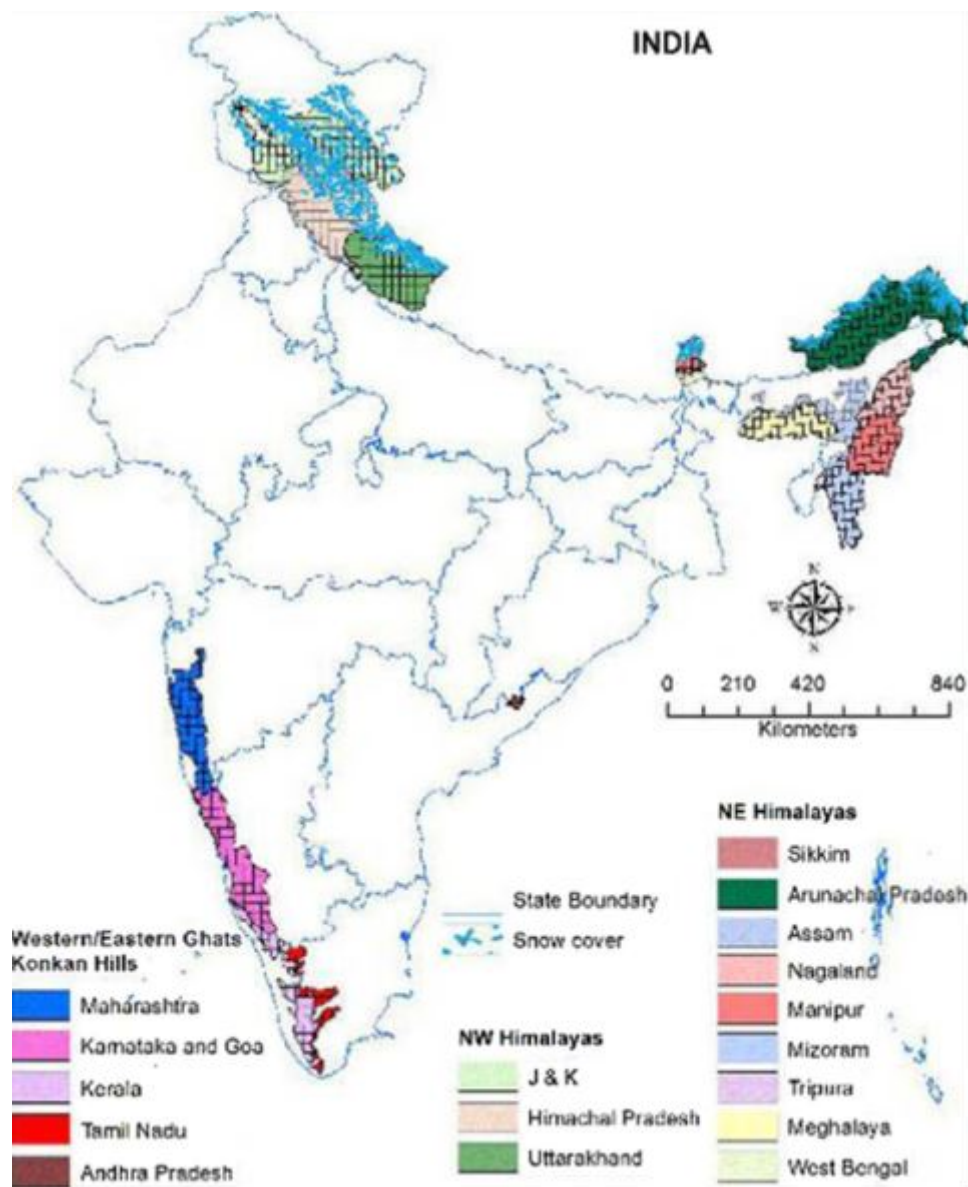 INDIA
N
W
E
0 210 420 840
Kilometers
NE Himalayas
Sikkim
Arunachal Pradesh
Assam
Nagaland
Manipur
Mizoram
Tripura
Meghalaya
West Bengal
State Boundary
Snow cover
NW Himalayas
J & K
Himachal Pradesh
Uttarakhand
Western/Eastern Ghats
Konkan Hills
Maharashtra
Karnataka and Goa
Kerala
Tamil Nadu
Andhra Pradesh